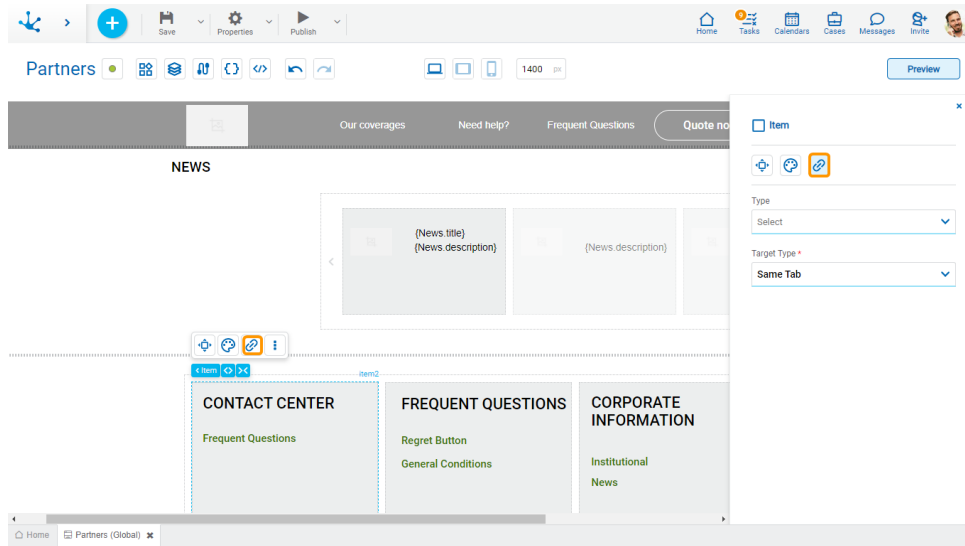 Save
Properties
Publish
Home
9
Tasks
Calendars
Cases
Messages
Invite
Partners
1400 px
Preview
Our coverages
Need help?
Frequent Questions
Quote no
Item
NEWS
Type
Select
{News.title}
{News.description}
{News.description}
Target Type *
Same Tab
Item
item2
CONTACT CENTER
Frequent Questions
FREQUENT QUESTIONS
Regret Button
General Conditions
CORPORATE
INFORMATION
Institutional
News
Home
Partners (Global)